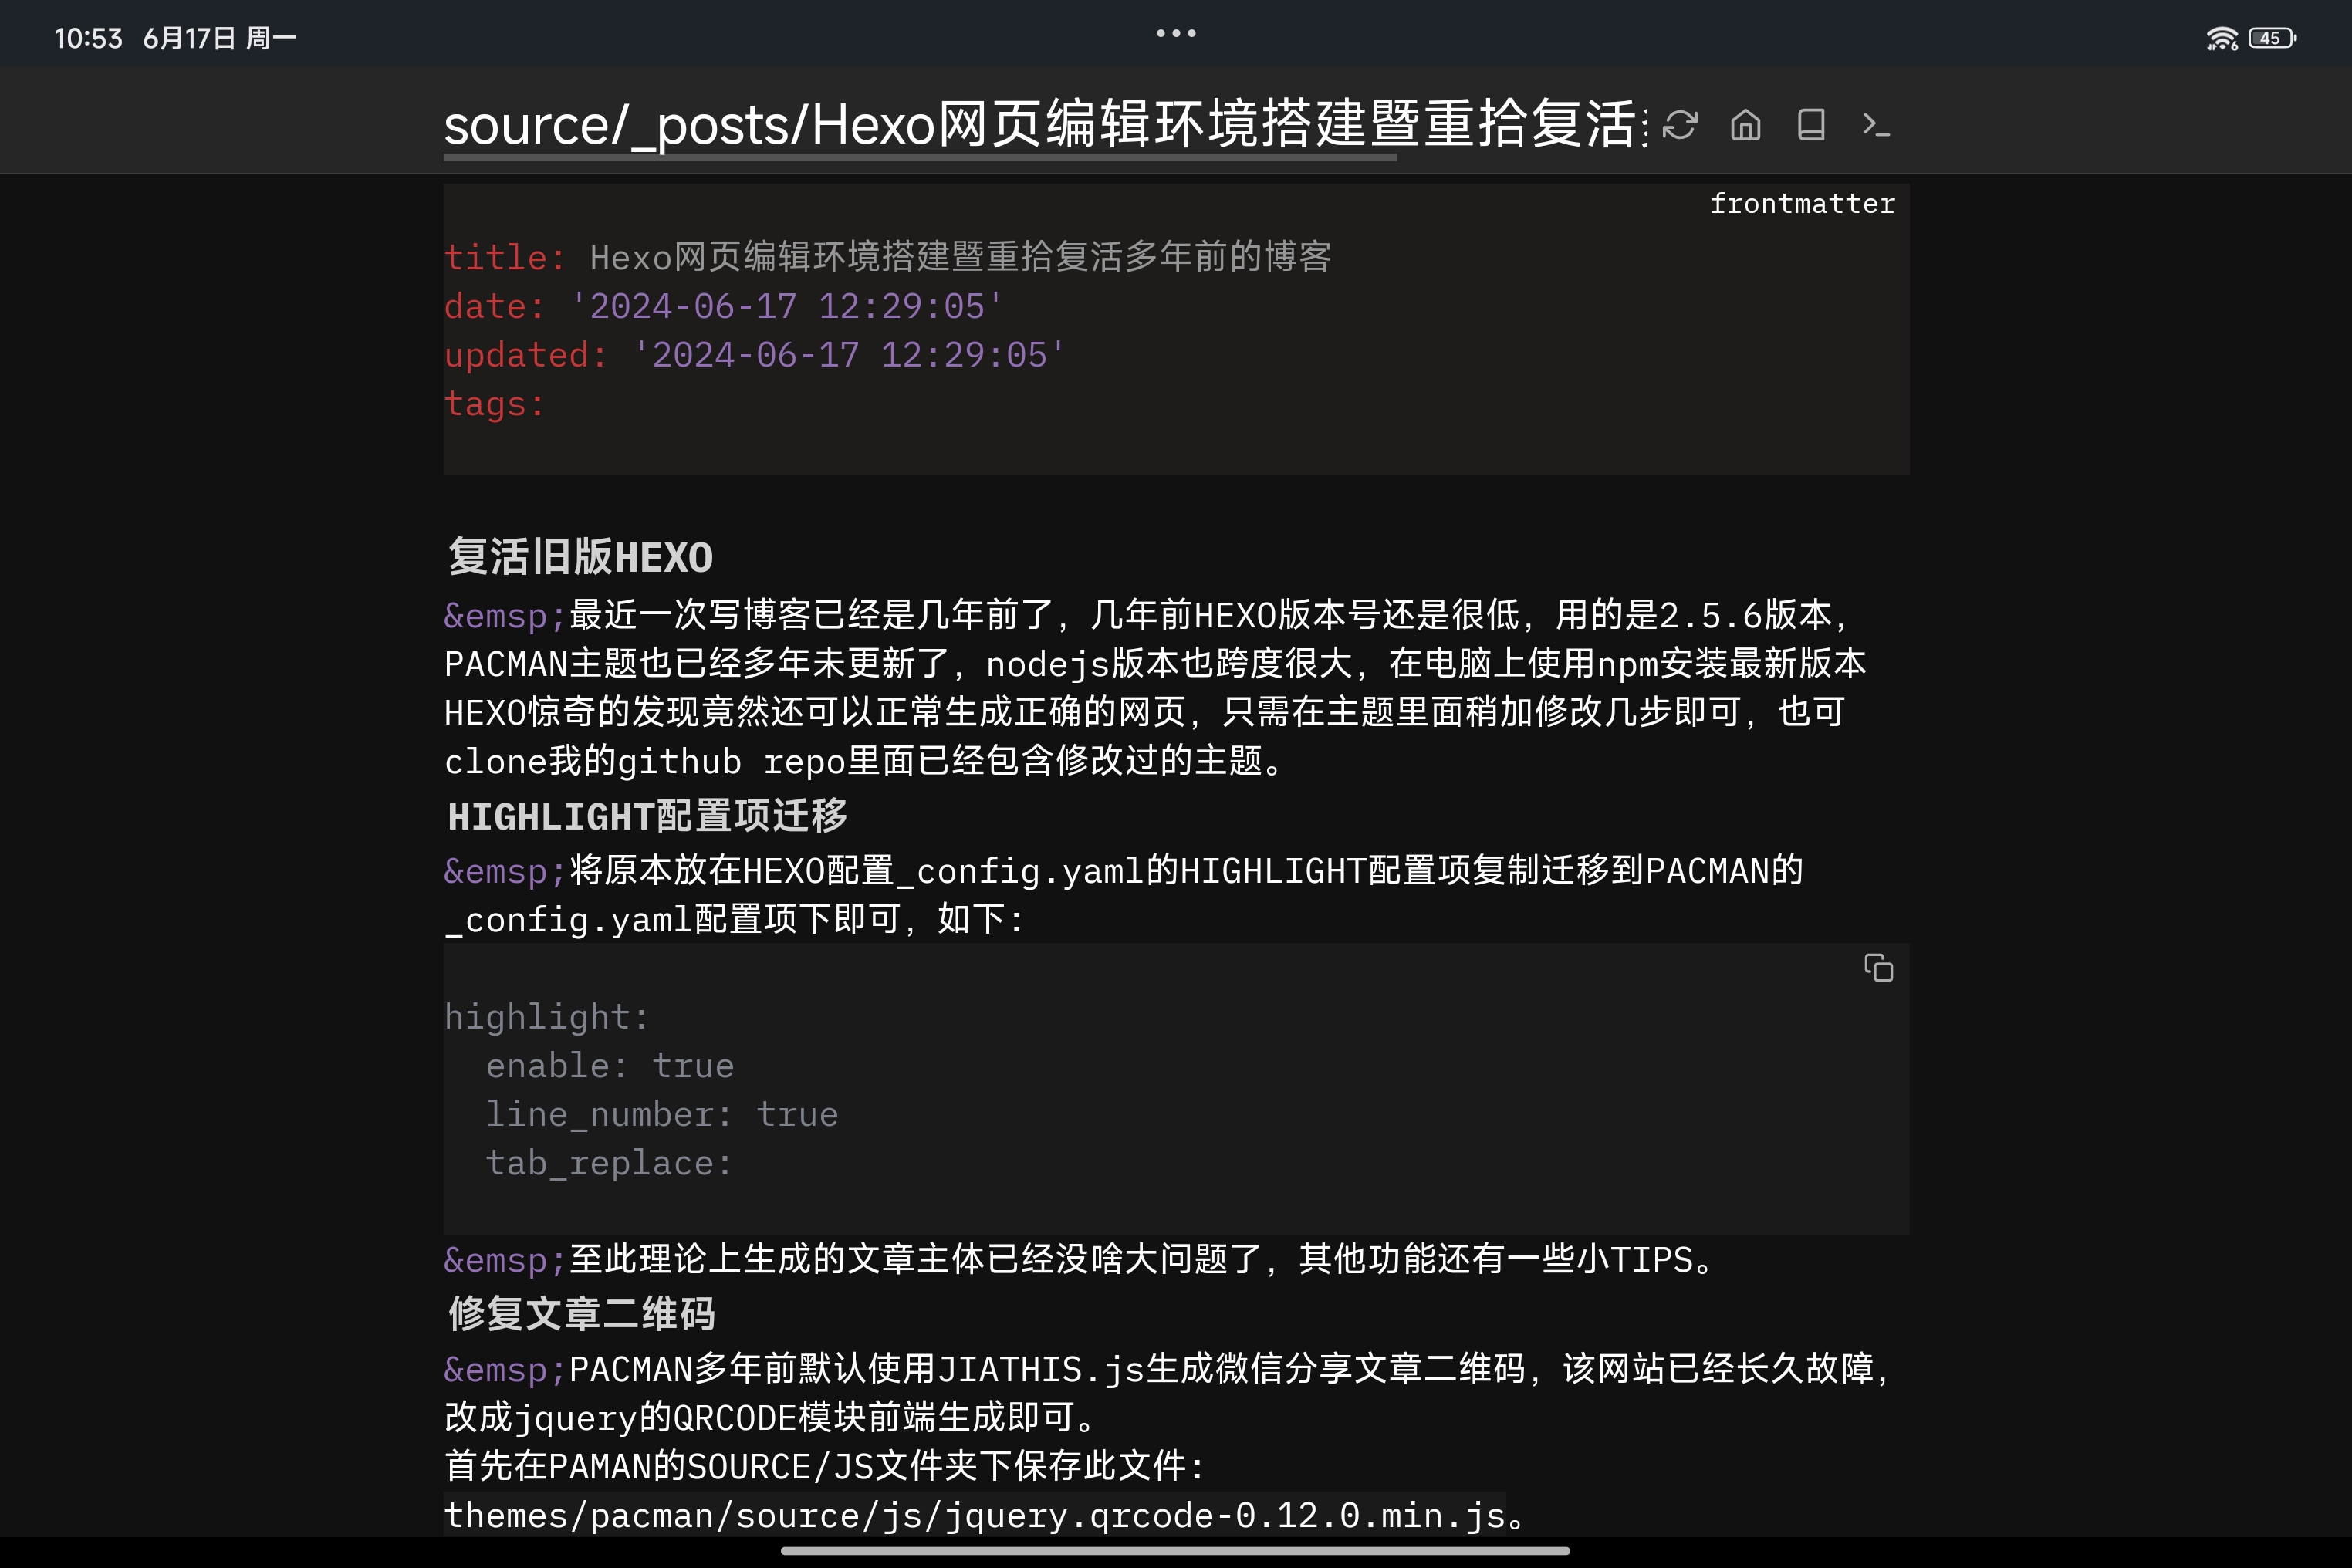 10:53 6月17日 周一
45
source/_posts/Hexo网页编辑环境搭建暨重拾复活
frontmatter
title: Hexo网页编辑环境搭建暨重拾复活多年前的博客
date: '2024-06-17 12:29:05'
updated: '2024-06-17 12:29:05'
tags:
复活旧版HEXO
&emsp;最近一次写博客已经是几年前了，几年前HEXO版本号还是很低，用的是2.5.6版本，
PACMAN主题也已经多年未更新了，nodejs版本也跨度很大，在电脑上使用npm安装最新版本
HEXO惊奇的发现竟然还可以正常生成正确的网页，只需在主题里面稍加修改几步即可，也可
clone我的github repo里面已经包含修改过的主题。
HIGHLIGHT配置项迁移
&emsp;将原本放在HEXO配置_config.yaml的HIGHLIGHT配置项复制迁移到PACMAN的
_config.yaml配置项下即可，如下：
highlight:
  enable: true
  line_number: true
  tab_replace:
&emsp;至此理论上生成的文章主体已经没啥大问题了，其他功能还有一些小TIPS。
修复文章二维码
&emsp;PACMAN多年前默认使用JIATHIS.js生成微信分享文章二维码，该网站已经长久故障，
改成jquery的QRCODE模块前端生成即可。
首先在PAMAN的SOURCE/JS文件夹下保存此文件：
themes/pacman/source/js/jquery.qrcode-0.12.0.min.js。